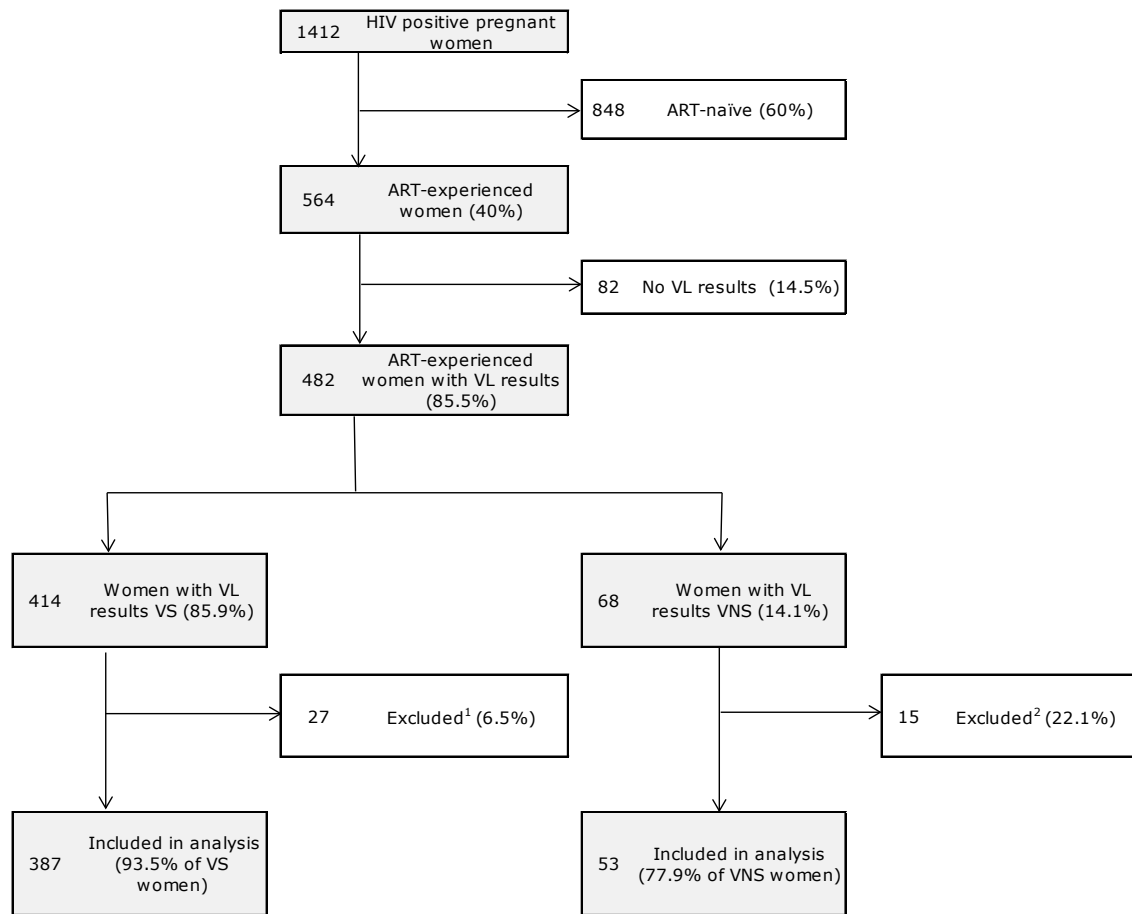 1412 HIV positive pregnant
women
848 ART-naïve (60%)
564 ART-experienced
women (40%)
82 No VL results (14.5%)
482 ART-experienced
women with VL results
(85.5%)
414 Women with VL
results VS (85.9%)
68 Women with VL
results VNS (14.1%)
27 Excluded¹ (6.5%)
15 Excluded² (22.1%)
387 Included in analysis
(93.5% of VS
women)
53 Included in analysis
(77.9% of VNS women)